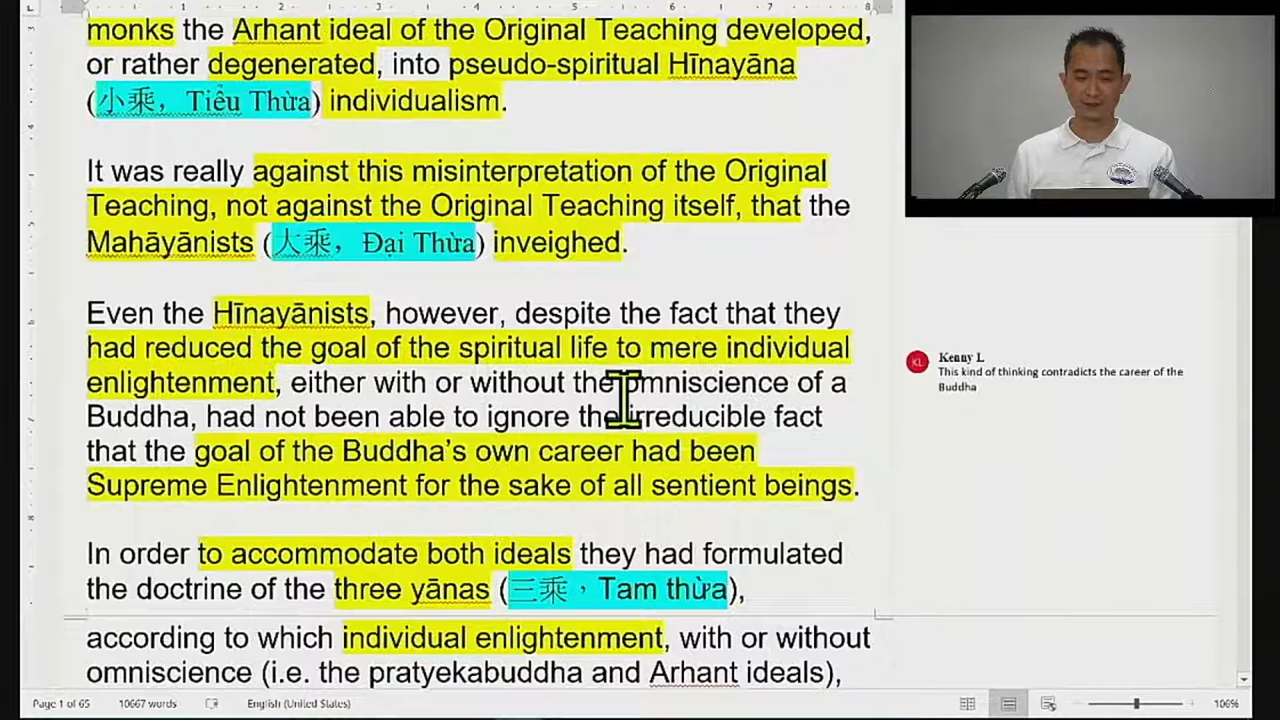 monks the Arhant ideal of the Original Teaching developed,
or rather degenerated, into pseudo-spiritual Hīnayāna
(小乘，Tiểu Thừa) individualism.
It was really against this misinterpretation of the Original
Teaching, not against the Original Teaching itself, that the
Mahāyānists (大乘，Đại Thừa) inveighed.
Even the Hīnayānists, however, despite the fact that they
had reduced the goal of the spiritual life to mere individual
enlightenment, either with or without the omniscience of a
Buddha, had not been able to ignore the irreducible fact
that the goal of the Buddha’s own career had been
Supreme Enlightenment for the sake of all sentient beings.
In order to accommodate both ideals they had formulated
the doctrine of the three yānas (三乘，Tam thừa),
according to which individual enlightenment, with or without
omniscience (i.e. the pratyekabuddha and Arhant ideals),
KL Kenny L
This kind of thinking contradicts the career of the
Buddha
Page 1 of 65 10667 words English (United States) 106%